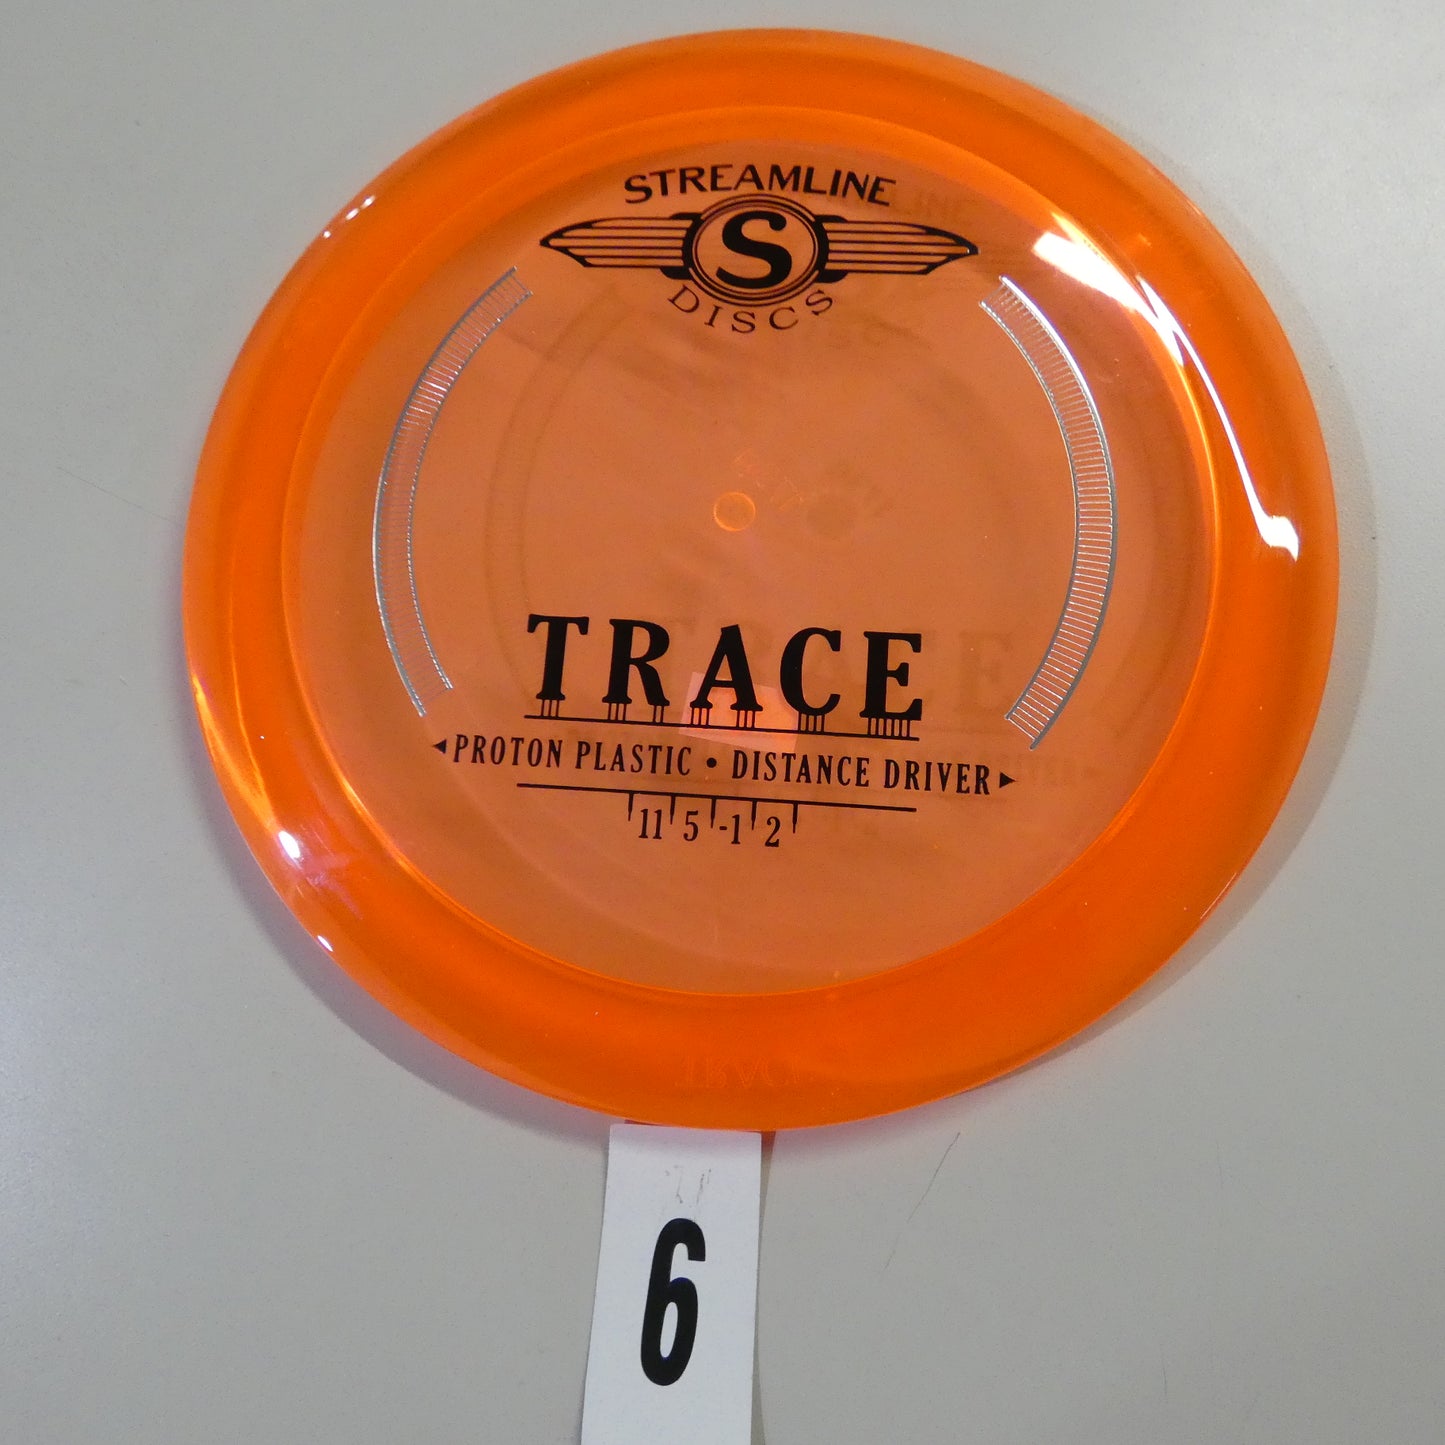 STREAMLINE
S
DISCS
TRACE
PROTON PLASTIC • DISTANCE DRIVER
11 5 -1 2
6